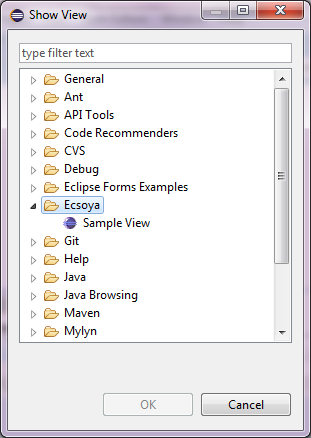 Show View
type filter text
General
Ant
API Tools
Code Recommenders
CVS
Debug
Eclipse Forms Examples
Ecsoya
Sample View
Git
Help
Java
Java Browsing
Maven
Mylyn
OK
Cancel